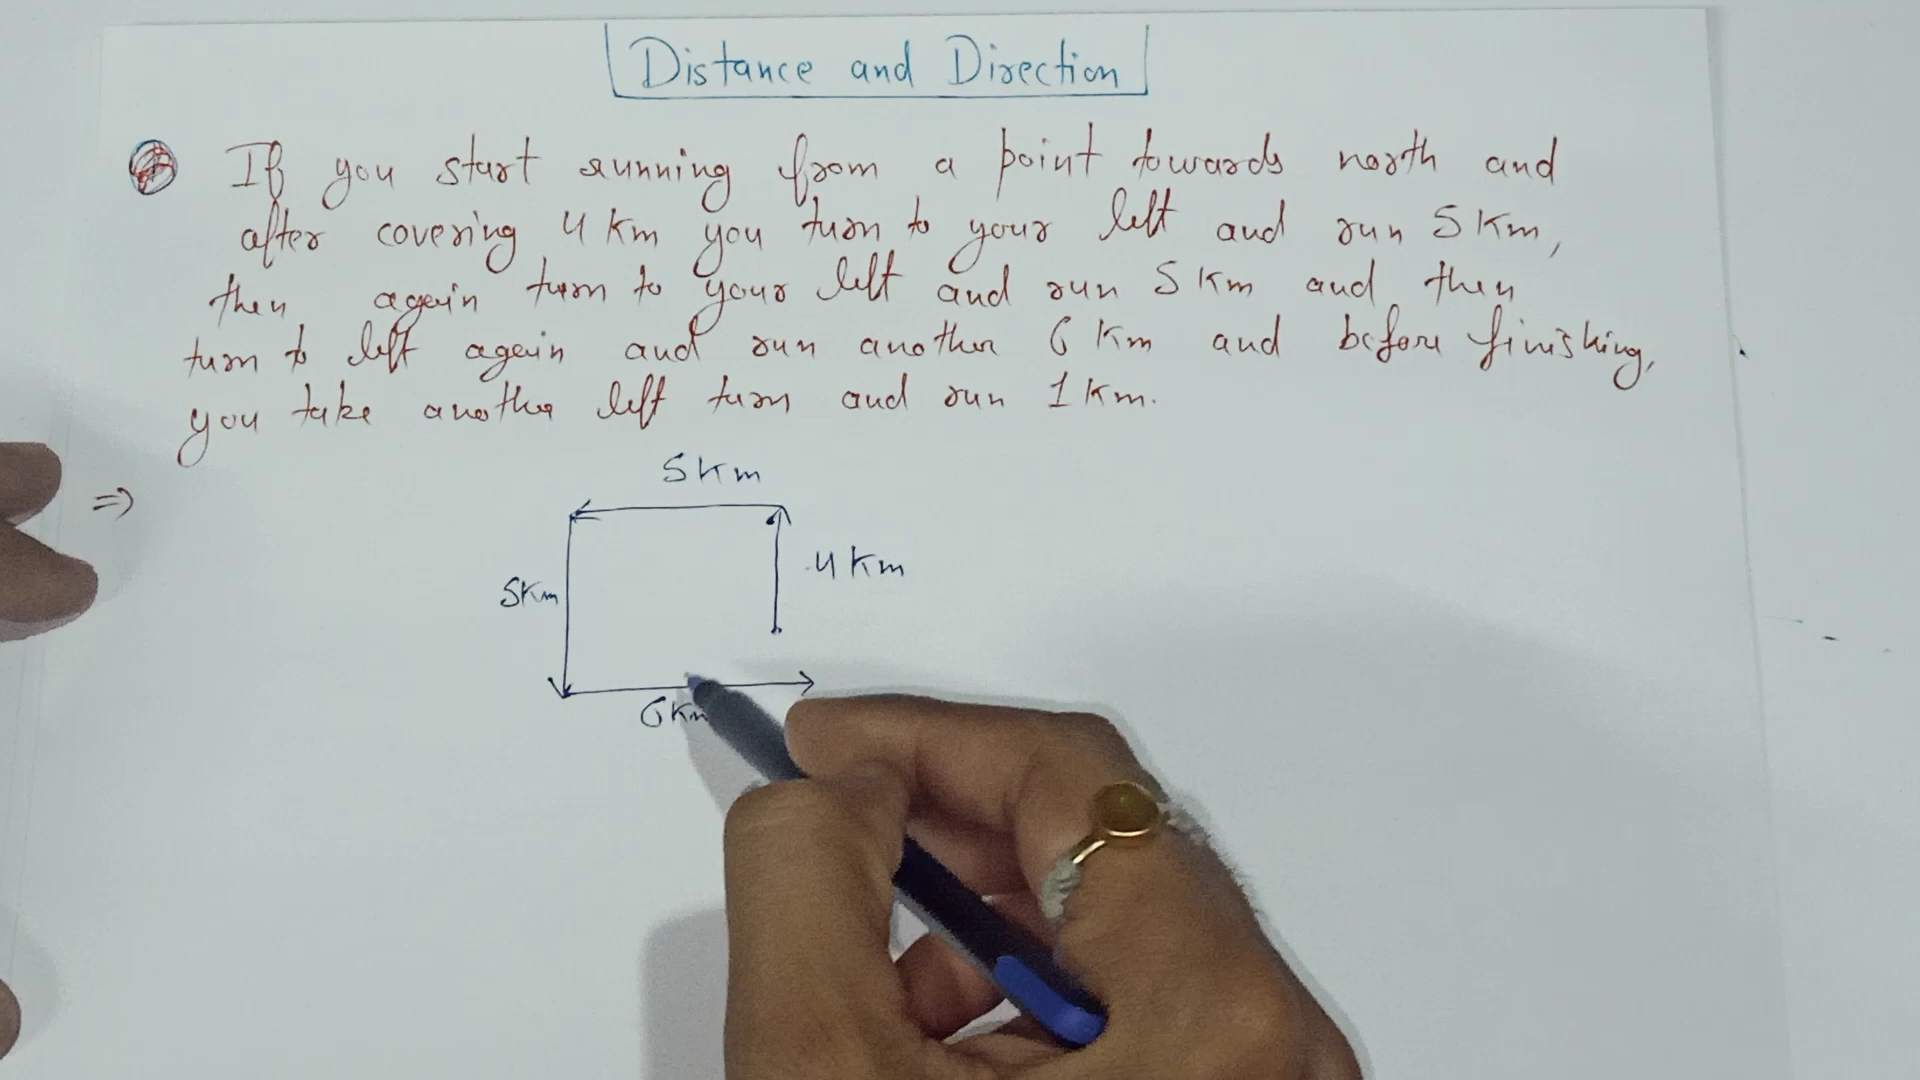 Distance and Direction
If you start running from a point towards north and
after covering 4 km you turn to your left and run 5 Km,
then again turn to your left and run 5 Km and then
turn to left again and run another 6 Km and before finishing,
you take another left turn and run 1 Km.
5 Km
=>
4 Km
5Km
6Km